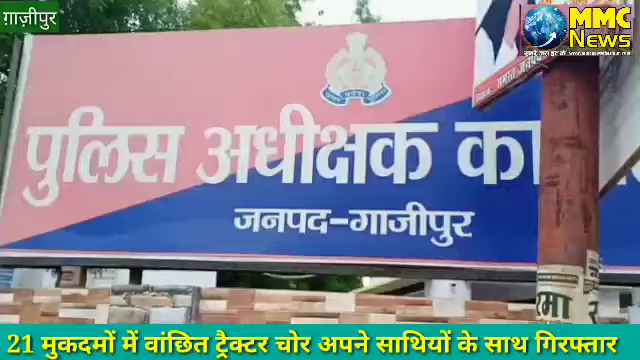 ग़ाज़ीपुर
MMC
News
पुलिस अधीक्षक का
जनपद-गाजीपुर
21 मुकदमों में वांछित ट्रैक्टर चोर अपने साथियों के साथ गिरफ्तार